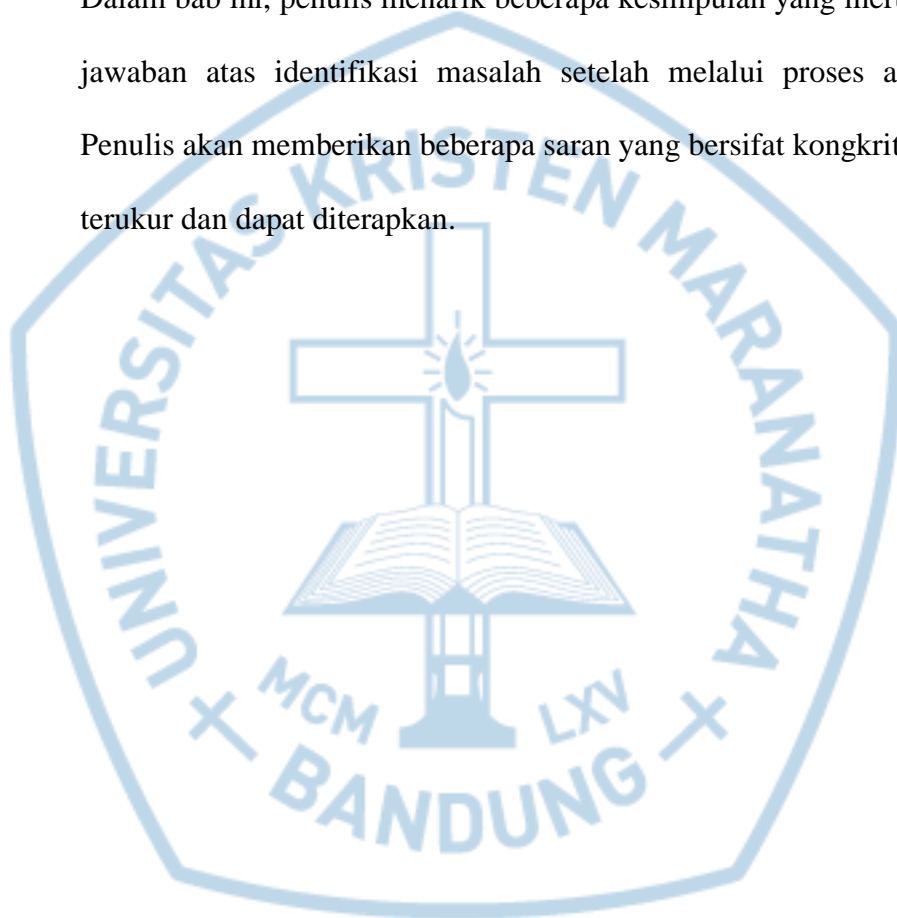 Dalam bab ini, penulis menarik beberapa kesimpulan yang
jawaban atas identifikasi masalah setelah melalui proses
Penulis akan memberikan beberapa saran yang bersifat kongkrit
terukur dan dapat diterapkan.
UNIVERSITAS KRISTEN MARANATHA
MCM LXV
BANDUNG